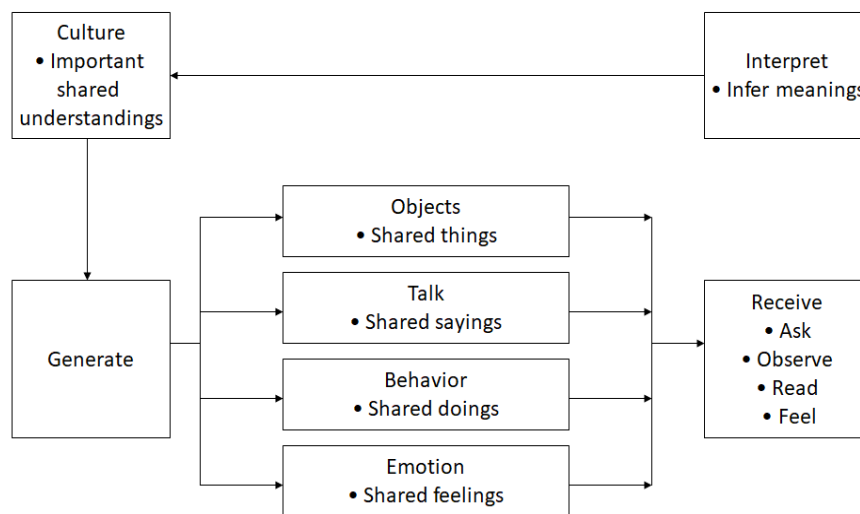 Culture
• Important
shared
understandings
Interpret
• Infer meanings
Objects
• Shared things
Talk
• Shared sayings
Generate
Behavior
• Shared doings
Emotion
• Shared feelings
Receive
• Ask
• Observe
• Read
• Feel